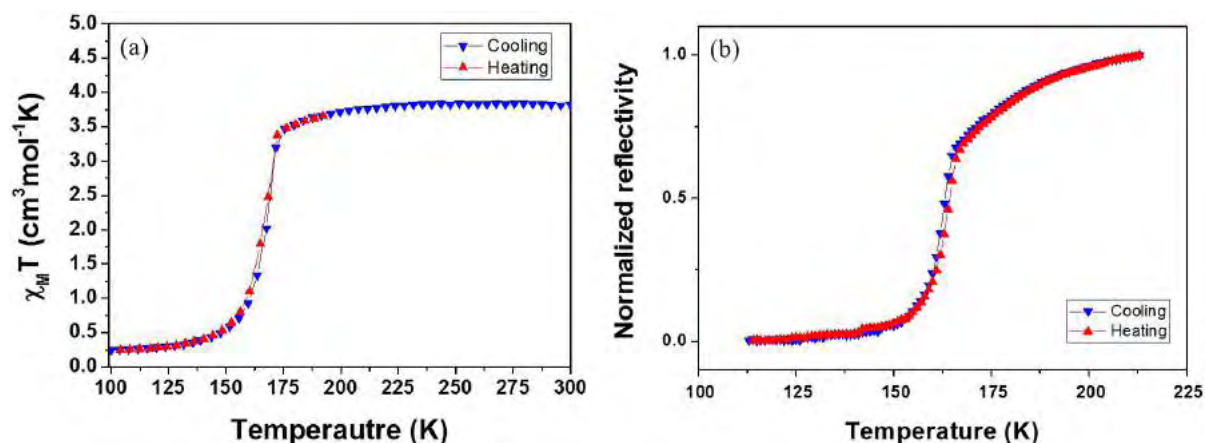 (a)
Cooling
Heating
5.0
4.5
4.0
3.5
3.0
2.5
2.0
1.5
1.0
0.5
0.0
χMT (cm³mol⁻¹K)
100 125 150 175 200 225 250 275 300
Temperautre (K)
(b)
1.0
0.5
0.0
Normalized reflectivity
Cooling
Heating
100 125 150 175 200 225
Temperature (K)